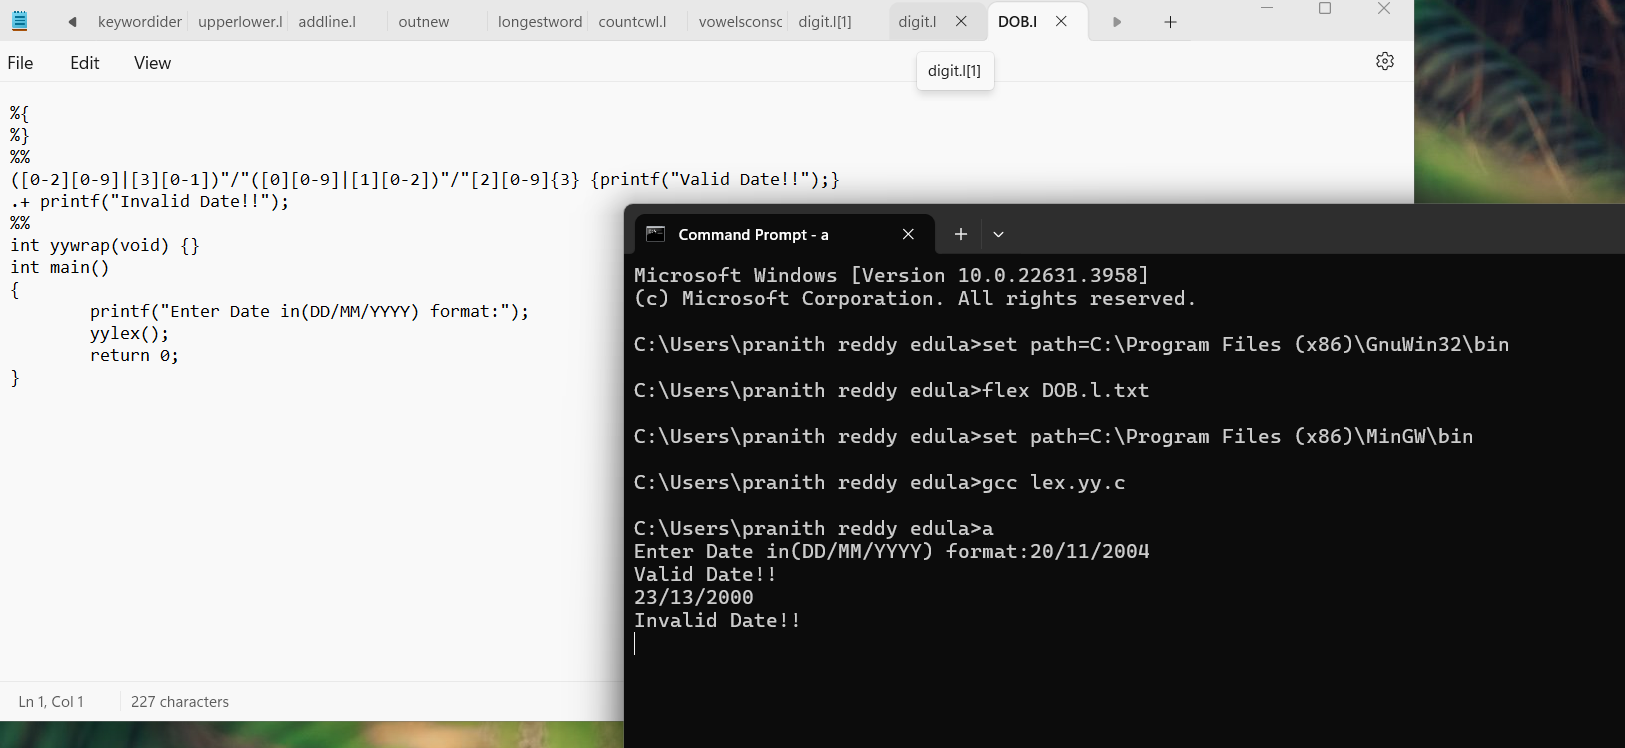 keywordider upperlower.l addline.l outnew longestword countcwl.l vowelsconsc digit.l[1] digit.l DOB.l
File Edit View
digit.l[1]
%{
%}
%%
([0-2][0-9]|[3][0-1])"/"([0][0-9]|[1][0-2])"/"[2][0-9]{3} {printf("Valid Date!!");}
.+ printf("Invalid Date!!");
%%
int yywrap(void) {}
int main()
{
printf("Enter Date in(DD/MM/YYYY) format:");
yylex();
return 0;
}
Ln 1, Col 1 227 characters
Command Prompt - a
Microsoft Windows [Version 10.0.22631.3958]
(c) Microsoft Corporation. All rights reserved.
C:\Users\pranith reddy edula>set path=C:\Program Files (x86)\GnuWin32\bin
C:\Users\pranith reddy edula>flex DOB.l.txt
C:\Users\pranith reddy edula>set path=C:\Program Files (x86)\MinGW\bin
C:\Users\pranith reddy edula>gcc lex.yy.c
C:\Users\pranith reddy edula>a
Enter Date in(DD/MM/YYYY) format:20/11/2004
Valid Date!!
23/13/2000
Invalid Date!!